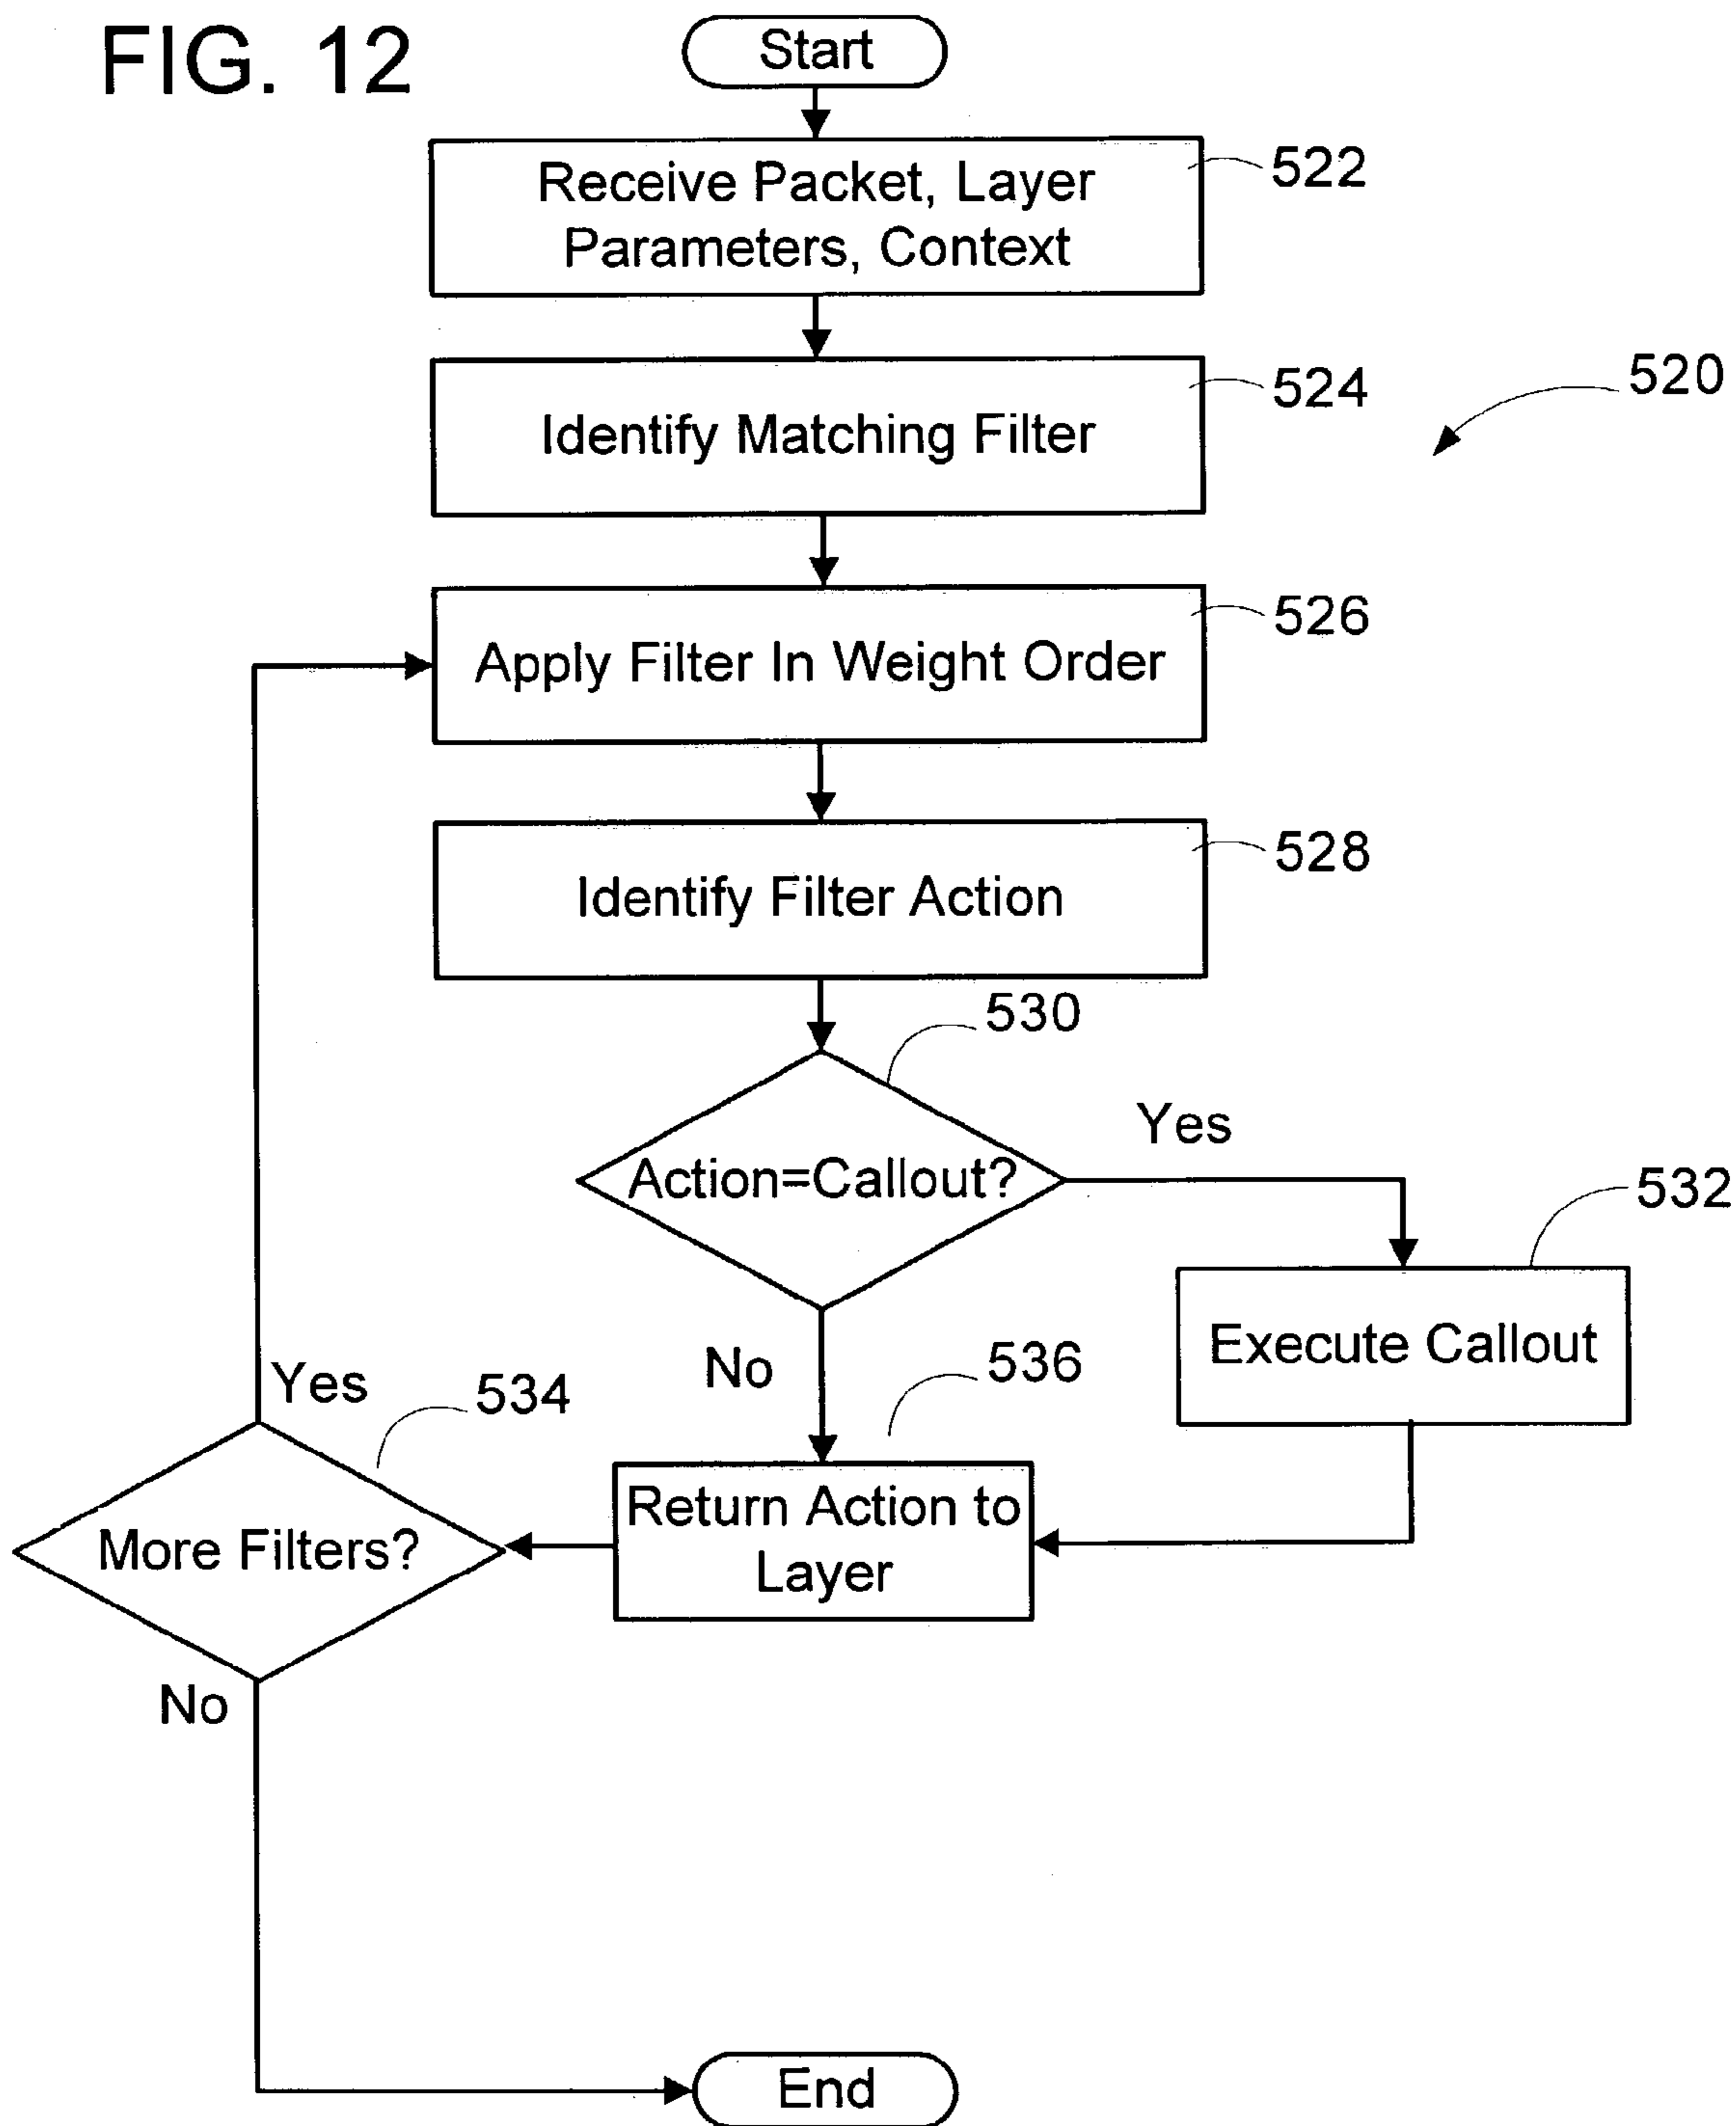 FIG. 12
Start
Receive Packet, Layer
Parameters, Context
522
Identify Matching Filter
524
520
Apply Filter In Weight Order
526
Identify Filter Action
528
530
Action=Callout?
Yes
532
Execute Callout
No
536
Return Action to
Layer
Yes
534
More Filters?
No
End